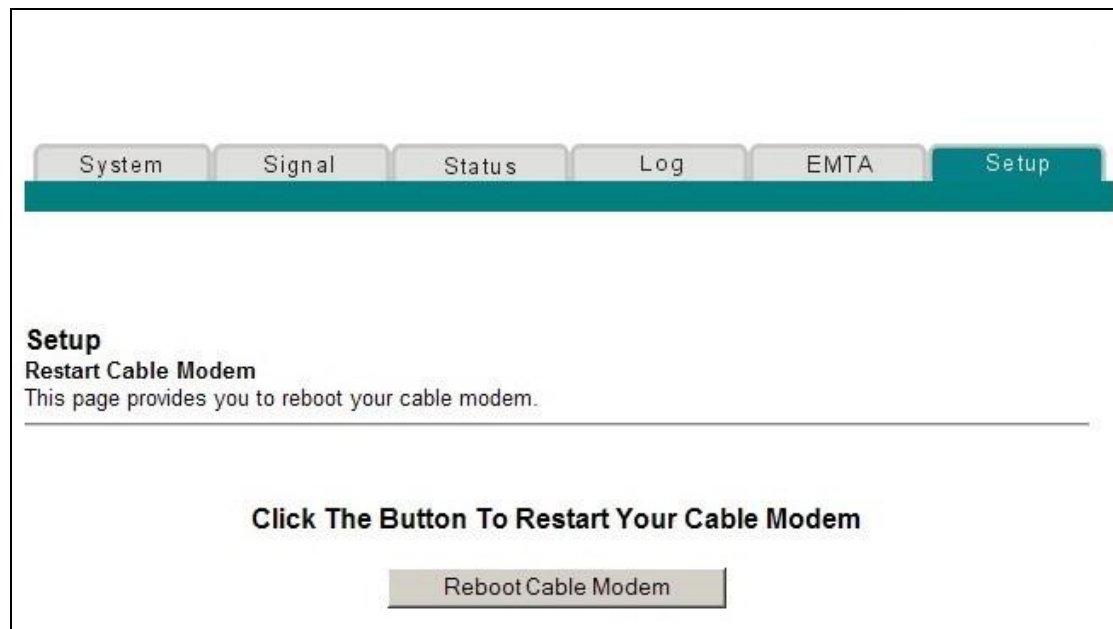 System Signal Status Log EMTA Setup
Setup
Restart Cable Modem
This page provides you to reboot your cable modem.
Click The Button To Restart Your Cable Modem
Reboot Cable Modem